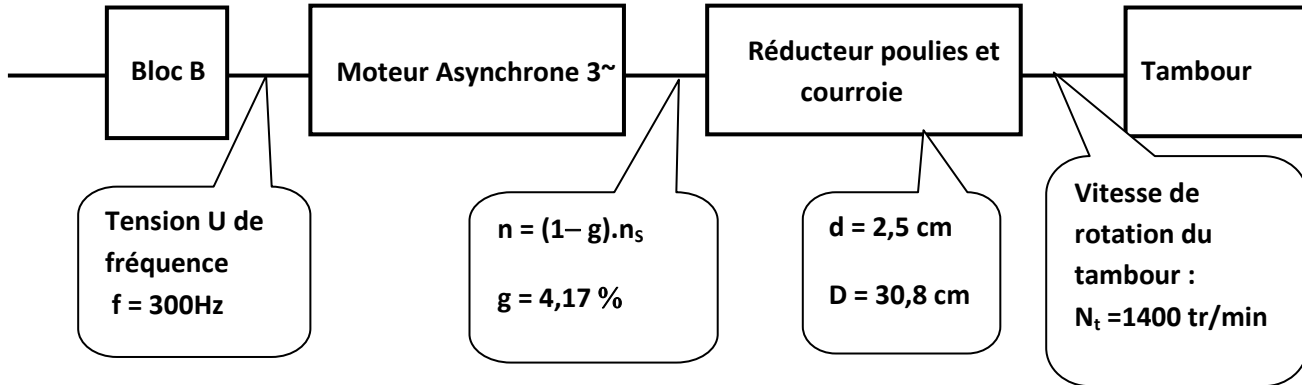 Bloc B
Moteur Asynchrone 3~
Réducteur poulies et
courroie
Tambour
Tension U de
fréquence
f = 300Hz
n = (1– g).nS
g = 4,17 %
d = 2,5 cm
D = 30,8 cm
Vitesse de
rotation du
tambour :
Nt =1400 tr/min